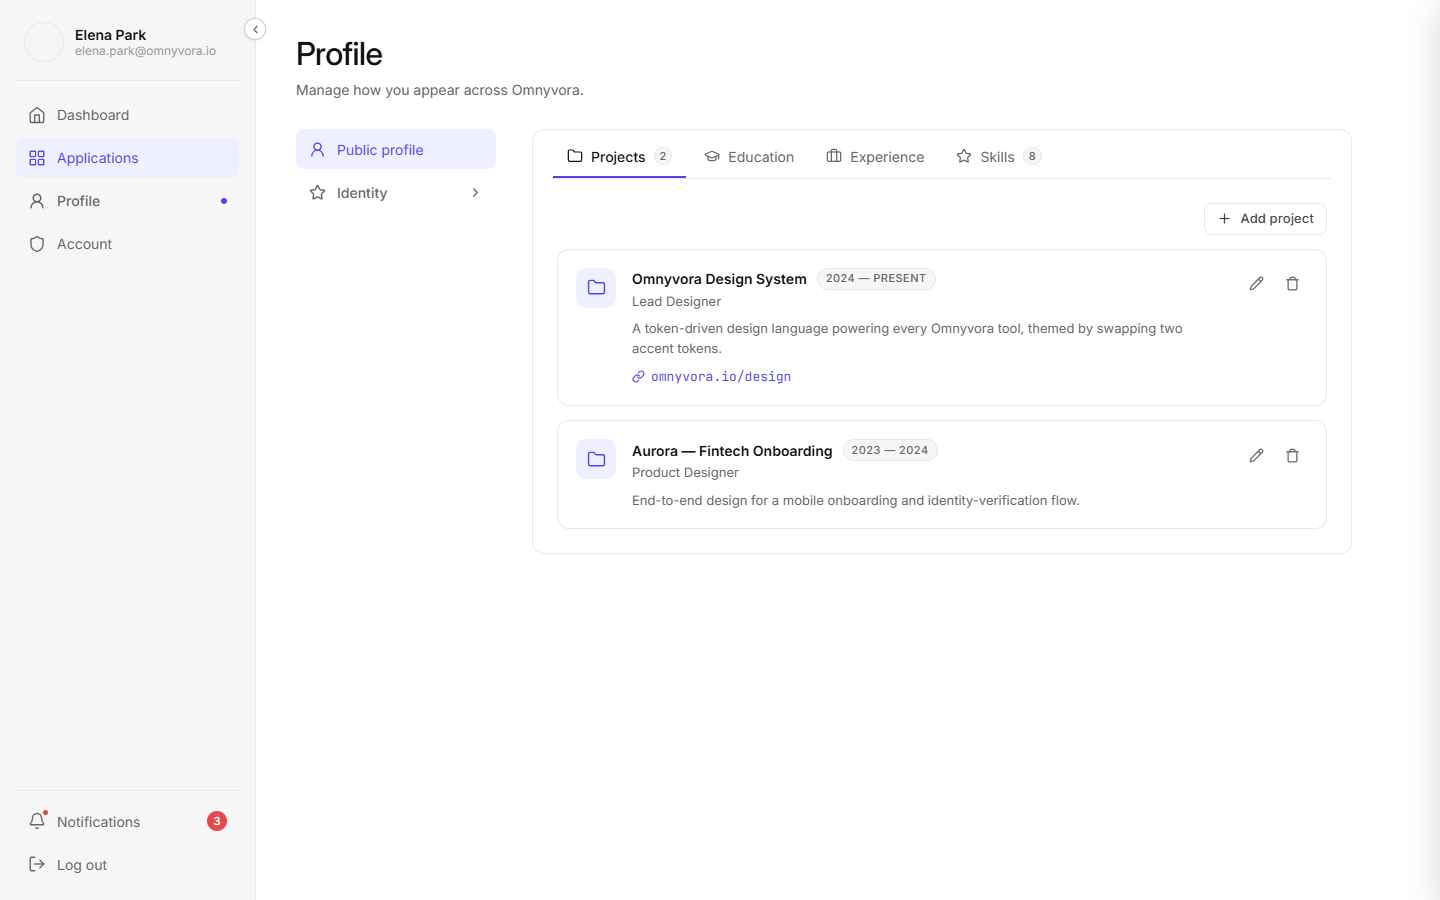 Elena Park
elena.park@omnyvora.io
Dashboard
Applications
Profile
Account
Notifications 3
Log out
Profile
Manage how you appear across Omnyvora.
Public profile
Identity
Projects 2 Education Experience Skills 8
Add project
Omnyvora Design System 2024 — PRESENT
Lead Designer
A token-driven design language powering every Omnyvora tool, themed by swapping two
accent tokens.
omnyvora.io/design
Aurora — Fintech Onboarding 2023 — 2024
Product Designer
End-to-end design for a mobile onboarding and identity-verification flow.